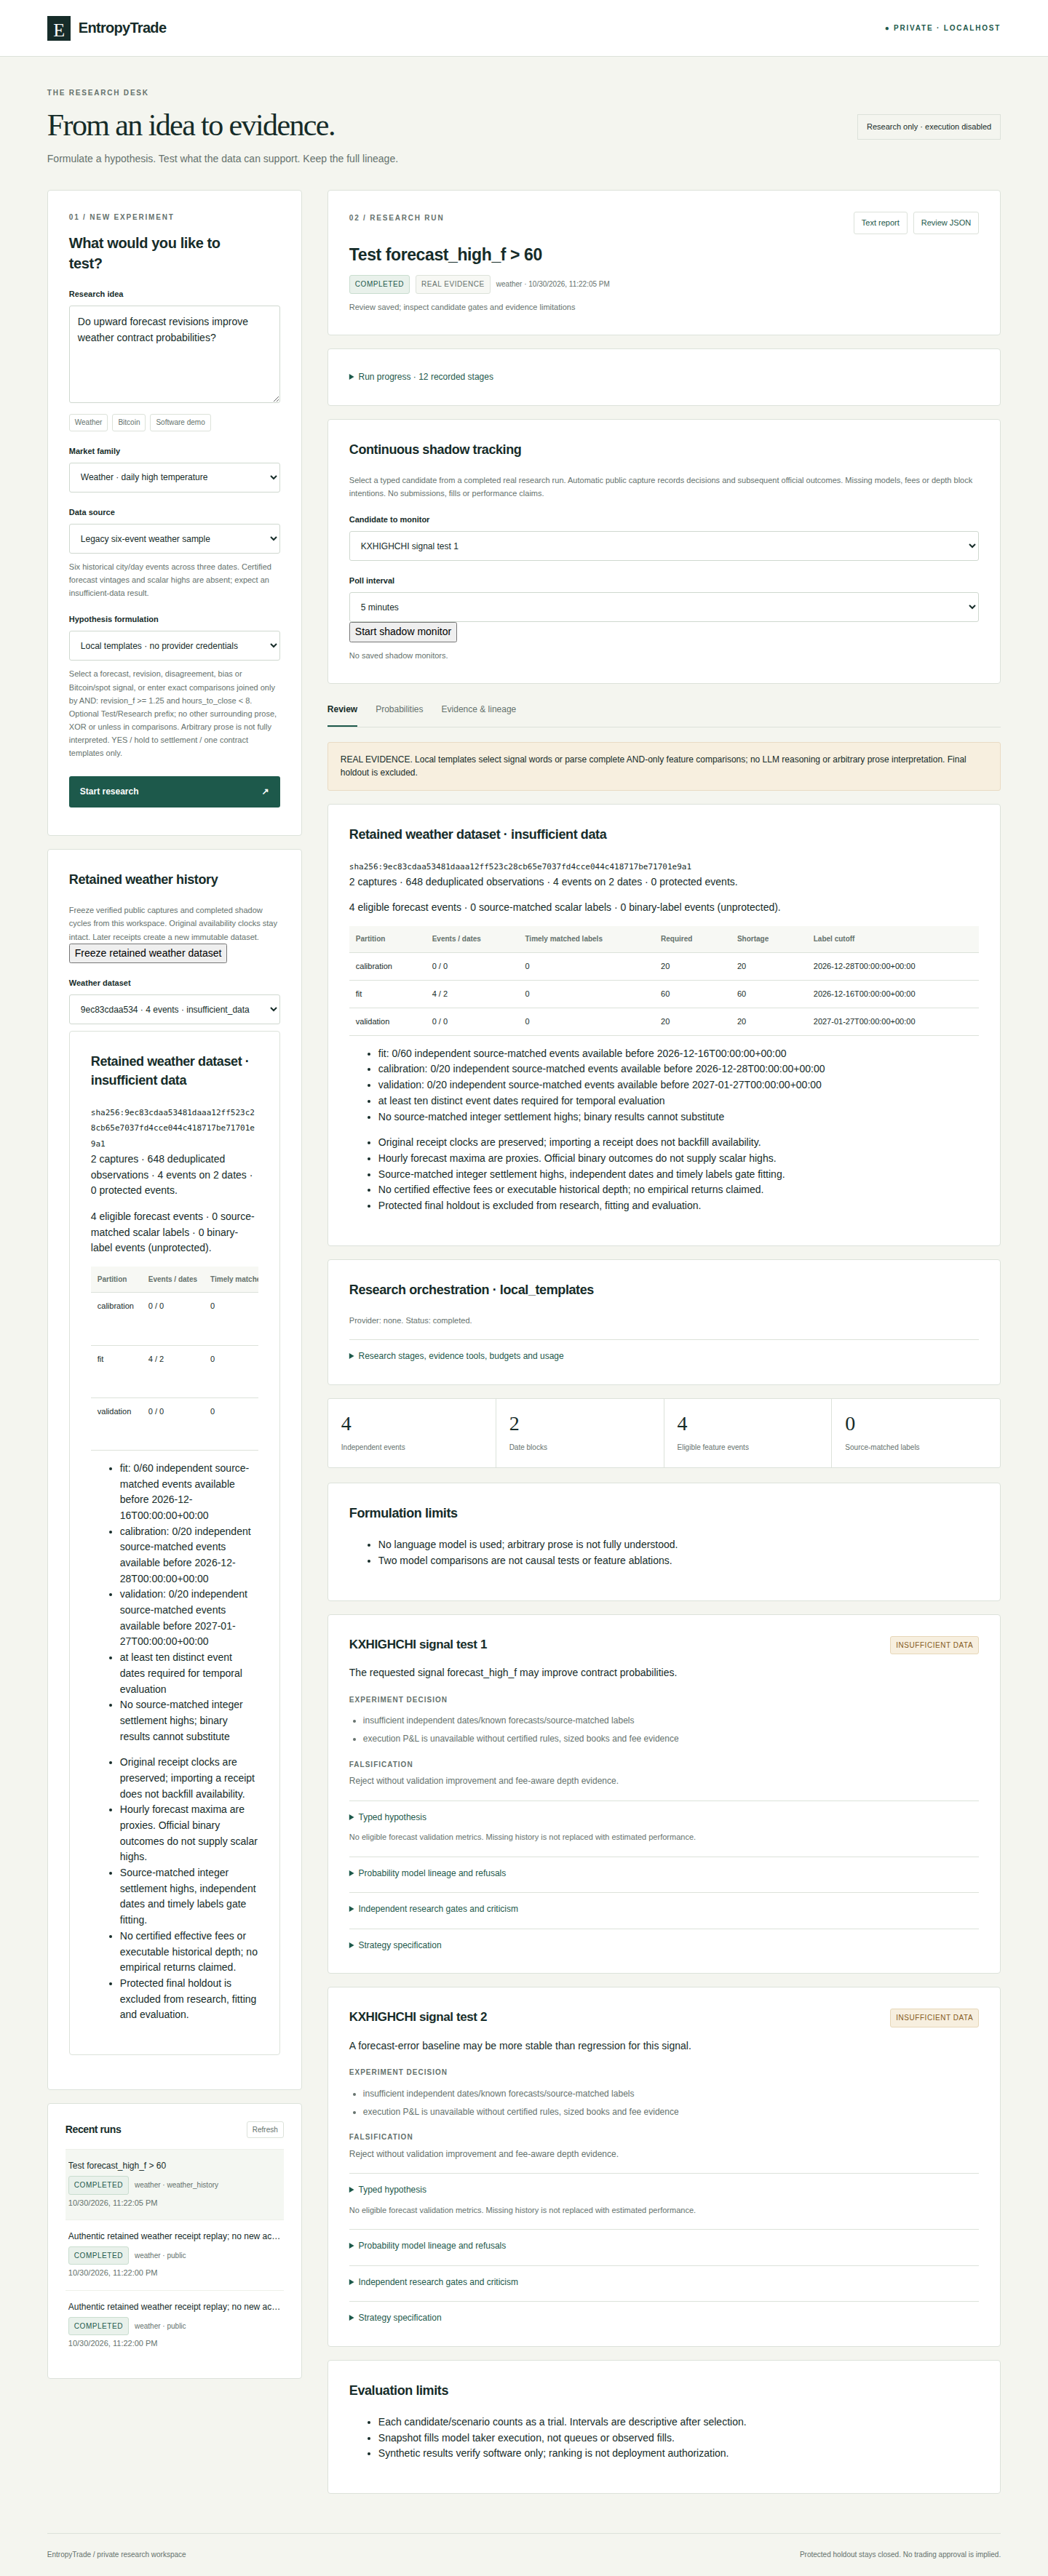 E EntropyTrade
• PRIVATE · LOCALHOST
THE RESEARCH DESK
From an idea to evidence.
Research only · execution disabled
Formulate a hypothesis. Test what the data can support. Keep the full lineage.
01 / NEW EXPERIMENT
What would you like to
test?
Research idea
Do upward forecast revisions improve
weather contract probabilities?
Weather
Bitcoin
Software demo
Market family
Weather · daily high temperature
Data source
Legacy six-event weather sample
Six historical city/day events across three dates. Certified
forecast vintages and scalar highs are absent; expect an
insufficient-data result.
Hypothesis formulation
Local templates · no provider credentials
Select a forecast, revision, disagreement, bias or
Bitcoin/spot signal, or enter exact comparisons joined only
by AND: revision_f >= 1.25 and hours_to_close < 8.
Optional Test/Research prefix; no other surrounding prose,
XOR or unless in comparisons. Arbitrary prose is not fully
interpreted. YES / hold to settlement / one contract
templates only.
Start research ↗
Retained weather history
Freeze verified public captures and completed shadow
cycles from this workspace. Original availability clocks stay
intact. Later receipts create a new immutable dataset.
Freeze retained weather dataset
Weather dataset
9ec83cdaa534 · 4 events · insufficient_data
Retained weather dataset ·
insufficient data
sha256:9ec83cdaa53481daaa12ff523c2
8cb65e7037fd4cce044c418717be71701e
9a1
2 captures · 648 deduplicated
observations · 4 events on 2 dates ·
0 protected events.
4 eligible forecast events · 0 source-
matched scalar labels · 0 binary-
label events (unprotected).
Partition Events / dates Timely matche
calibration 0 / 0 0
fit 4 / 2 0
validation 0 / 0 0
• fit: 0/60 independent source-
matched events available
before 2026-12-
16T00:00:00+00:00
• calibration: 0/20 independent
source-matched events
available before 2026-12-
28T00:00:00+00:00
• validation: 0/20 independent
source-matched events
available before 2027-01-
27T00:00:00+00:00
• at least ten distinct event
dates required for temporal
evaluation
• No source-matched integer
settlement highs; binary
results cannot substitute
• Original receipt clocks are
preserved; importing a receipt
does not backfill availability.
• Hourly forecast maxima are
proxies. Official binary
outcomes do not supply scalar
highs.
• Source-matched integer
settlement highs, independent
dates and timely labels gate
fitting.
• No certified effective fees or
executable historical depth; no
empirical returns claimed.
• Protected final holdout is
excluded from research, fitting
and evaluation.
Recent runs
Refresh
Test forecast_high_f > 60
COMPLETED weather · weather_history
10/30/2026, 11:22:05 PM
Authentic retained weather receipt replay; no new ac…
COMPLETED weather · public
10/30/2026, 11:22:00 PM
Authentic retained weather receipt replay; no new ac…
COMPLETED weather · public
10/30/2026, 11:22:00 PM
02 / RESEARCH RUN
Text report
Review JSON
Test forecast_high_f > 60
COMPLETED REAL EVIDENCE weather · 10/30/2026, 11:22:05 PM
Review saved; inspect candidate gates and evidence limitations
▶ Run progress · 12 recorded stages
Continuous shadow tracking
Select a typed candidate from a completed real research run. Automatic public capture records decisions and subsequent official outcomes. Missing models, fees or depth block
intentions. No submissions, fills or performance claims.
Candidate to monitor
KXHIGHCHI signal test 1
Poll interval
5 minutes
Start shadow monitor
No saved shadow monitors.
Review Probabilities Evidence & lineage
REAL EVIDENCE. Local templates select signal words or parse complete AND-only feature comparisons; no LLM reasoning or arbitrary prose interpretation. Final
holdout is excluded.
Retained weather dataset · insufficient data
sha256:9ec83cdaa53481daaa12ff523c28cb65e7037fd4cce044c418717be71701e9a1
2 captures · 648 deduplicated observations · 4 events on 2 dates · 0 protected events.
4 eligible forecast events · 0 source-matched scalar labels · 0 binary-label events (unprotected).
Partition Events / dates Timely matched labels Required Shortage Label cutoff
calibration 0 / 0 0 20 20 2026-12-28T00:00:00+00:00
fit 4 / 2 0 60 60 2026-12-16T00:00:00+00:00
validation 0 / 0 0 20 20 2027-01-27T00:00:00+00:00
• fit: 0/60 independent source-matched events available before 2026-12-16T00:00:00+00:00
• calibration: 0/20 independent source-matched events available before 2026-12-28T00:00:00+00:00
• validation: 0/20 independent source-matched events available before 2027-01-27T00:00:00+00:00
• at least ten distinct event dates required for temporal evaluation
• No source-matched integer settlement highs; binary results cannot substitute
• Original receipt clocks are preserved; importing a receipt does not backfill availability.
• Hourly forecast maxima are proxies. Official binary outcomes do not supply scalar highs.
• Source-matched integer settlement highs, independent dates and timely labels gate fitting.
• No certified effective fees or executable historical depth; no empirical returns claimed.
• Protected final holdout is excluded from research, fitting and evaluation.
Research orchestration · local_templates
Provider: none. Status: completed.
▶ Research stages, evidence tools, budgets and usage
4 2 4 0
Independent events Date blocks Eligible feature events Source-matched labels
Formulation limits
• No language model is used; arbitrary prose is not fully understood.
• Two model comparisons are not causal tests or feature ablations.
KXHIGHCHI signal test 1
INSUFFICIENT DATA
The requested signal forecast_high_f may improve contract probabilities.
EXPERIMENT DECISION
• insufficient independent dates/known forecasts/source-matched labels
• execution P&L is unavailable without certified rules, sized books and fee evidence
FALSIFICATION
Reject without validation improvement and fee-aware depth evidence.
▶ Typed hypothesis
No eligible forecast validation metrics. Missing history is not replaced with estimated performance.
▶ Probability model lineage and refusals
▶ Independent research gates and criticism
▶ Strategy specification
KXHIGHCHI signal test 2
INSUFFICIENT DATA
A forecast-error baseline may be more stable than regression for this signal.
EXPERIMENT DECISION
• insufficient independent dates/known forecasts/source-matched labels
• execution P&L is unavailable without certified rules, sized books and fee evidence
FALSIFICATION
Reject without validation improvement and fee-aware depth evidence.
▶ Typed hypothesis
No eligible forecast validation metrics. Missing history is not replaced with estimated performance.
▶ Probability model lineage and refusals
▶ Independent research gates and criticism
▶ Strategy specification
Evaluation limits
• Each candidate/scenario counts as a trial. Intervals are descriptive after selection.
• Snapshot fills model taker execution, not queues or observed fills.
• Synthetic results verify software only; ranking is not deployment authorization.
EntropyTrade / private research workspace
Protected holdout stays closed. No trading approval is implied.